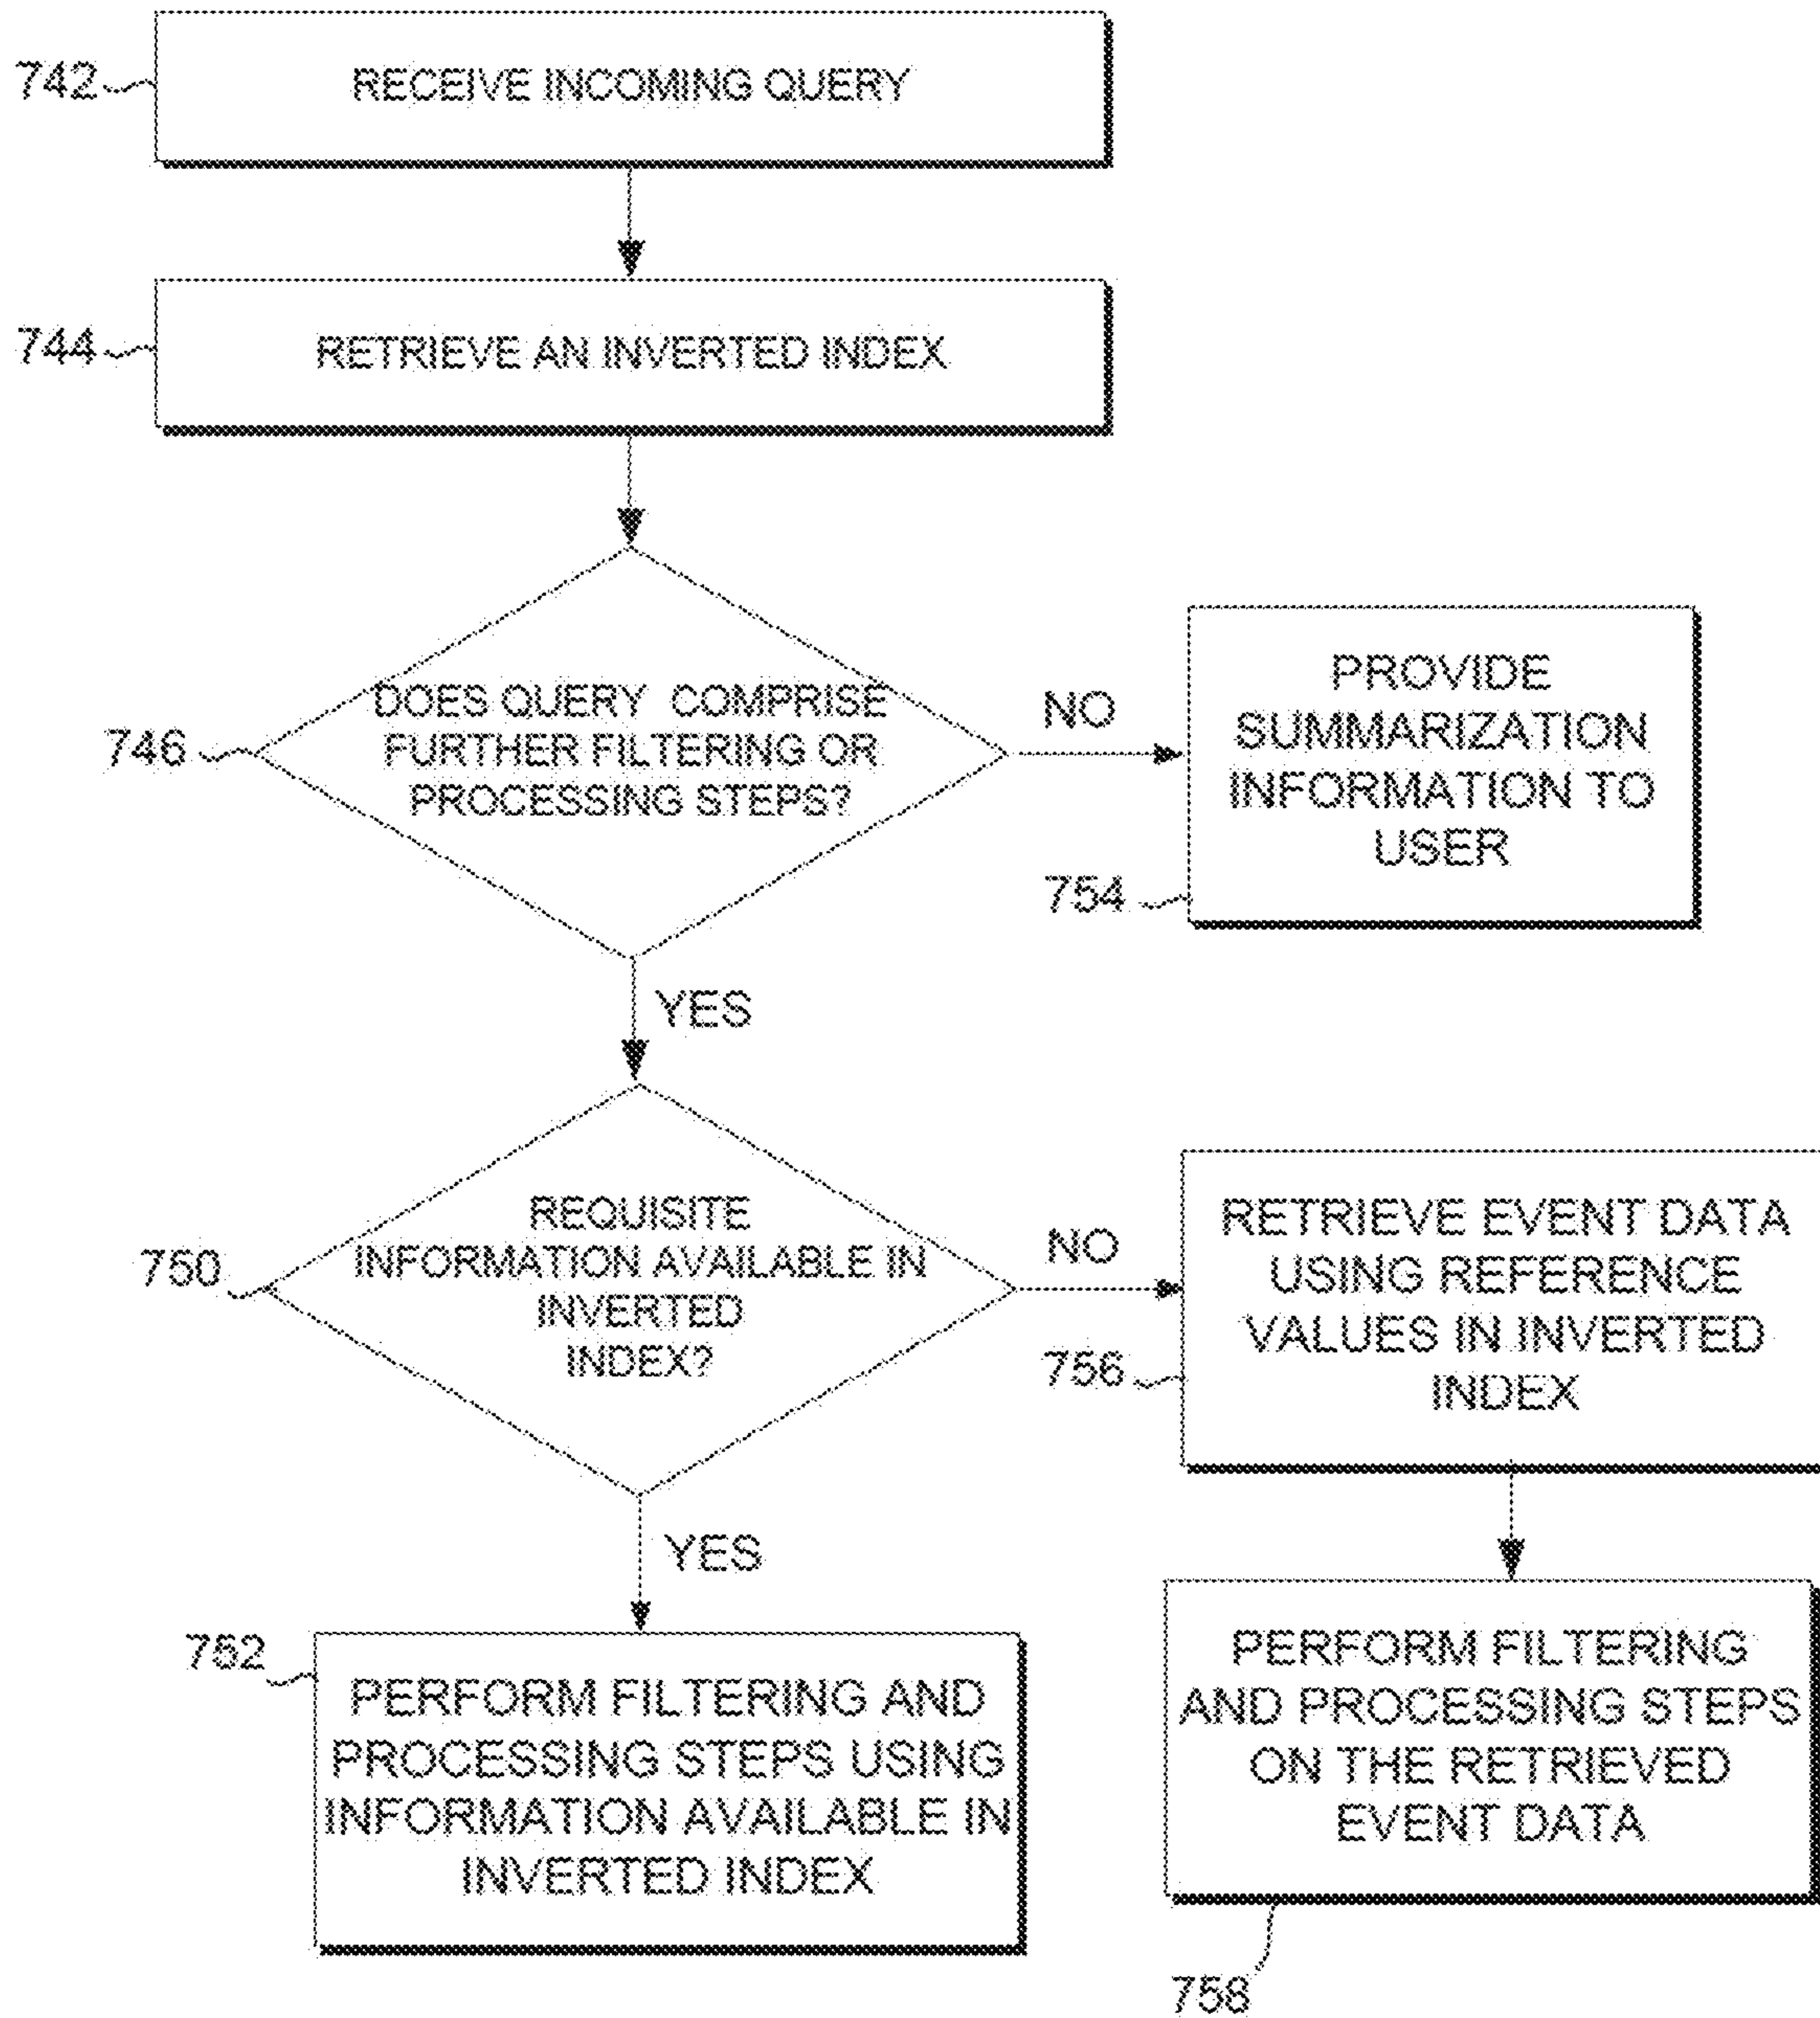 742
RECEIVE INCOMING QUERY
744
RETRIEVE AN INVERTED INDEX
746
DOES QUERY COMPRISE
FURTHER FILTERING OR
PROCESSING STEPS?
NO
PROVIDE
SUMMARIZATION
INFORMATION TO
USER
754
YES
750
REQUISITE
INFORMATION AVAILABLE IN
INVERTED
INDEX?
NO
RETRIEVE EVENT DATA
USING REFERENCE
VALUES IN INVERTED
INDEX
756
YES
752
PERFORM FILTERING AND
PROCESSING STEPS USING
INFORMATION AVAILABLE IN
INVERTED INDEX
PERFORM FILTERING
AND PROCESSING STEPS
ON THE RETRIEVED
EVENT DATA
758